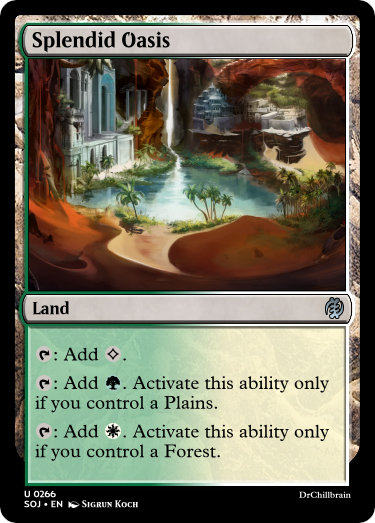 Splendid Oasis
Land
: Add .
: Add . Activate this ability only
if you control a Plains.
: Add . Activate this ability only
if you control a Forest.
U 0266
DrChillbrain
SOJ • EN Sigrun Koch